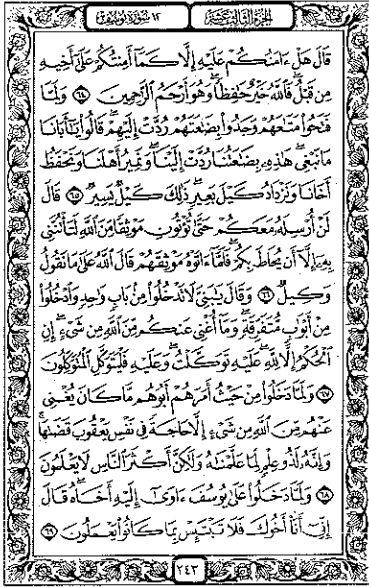 الجزء الثالث عشر
١٢ سورة يوسف
قَالَ هَلْ ءَامَنُكُمْ عَلَيْهِ إِلَّا كَمَآ أَمِنتُكُمْ عَلَىٰٓ أَخِيهِ
مِن قَبْلُ فَٱللَّهُ خَيْرٌ حَٰفِظًا وَهُوَ أَرْحَمُ ٱلرَّٰحِمِينَ ٦٤ وَلَمَّا
فَتَحُوا۟ مَتَٰعَهُمْ وَجَدُوا۟ بِضَٰعَتَهُمْ رُدَّتْ إِلَيْهِمْ قَالُوا۟ يَٰٓأَبَانَا
مَا نَبْغِى هَٰذِهِۦ بِضَٰعَتُنَا رُدَّتْ إِلَيْنَا وَنَمِيرُ أَهْلَنَا وَنَحْفَظُ
أَخَانَا وَنَزْدَادُ كَيْلَ بَعِيرٍ ذَٰلِكَ كَيْلٌ يَسِيرٌ ٦٥ قَالَ
لَنْ أُرْسِلَهُۥ مَعَكُمْ حَتَّىٰ تُؤْتُونِ مَوْثِقًا مِّنَ ٱللَّهِ لَتَأْتُنَّنِى
بِهِۦٓ إِلَّآ أَن يُحَاطَ بِكُمْ فَلَمَّآ ءَاتَوْهُ مَوْثِقَهُمْ قَالَ ٱللَّهُ عَلَىٰ مَا نَقُولُ
وَكِيلٌ ٦٦ وَقَالَ يَٰبَنِىَّ لَا تَدْخُلُوا۟ مِنۢ بَابٍ وَٰحِدٍ وَٱدْخُلُوا۟
مِنْ أَبْوَٰبٍ مُّتَفَرِّقَةٍ وَمَآ أُغْنِى عَنكُم مِّنَ ٱللَّهِ مِن شَىْءٍ إِنِ
ٱلْحُكْمُ إِلَّا لِلَّهِ عَلَيْهِ تَوَكَّلْتُ وَعَلَيْهِ فَلْيَتَوَكَّلِ ٱلْمُتَوَكِّلُونَ
٦٧ وَلَمَّا دَخَلُوا۟ مِنْ حَيْثُ أَمَرَهُمْ أَبُوهُم مَّا كَانَ يُغْنِى
عَنْهُم مِّنَ ٱللَّهِ مِن شَىْءٍ إِلَّا حَاجَةً فِى نَفْسِ يَعْقُوبَ قَضَىٰهَا
وَإِنَّهُۥ لَذُو عِلْمٍ لِّمَا عَلَّمْنَٰهُ وَلَٰكِنَّ أَكْثَرَ ٱلنَّاسِ لَا يَعْلَمُونَ
٦٨ وَلَمَّا دَخَلُوا۟ عَلَىٰ يُوسُفَ ءَاوَىٰٓ إِلَيْهِ أَخَاهُ قَالَ
إِنِّىٓ أَنَا۠ أَخُوكَ فَلَا تَبْتَئِسْ بِمَا كَانُوا۟ يَعْمَلُونَ ٦٩
٢٤٣